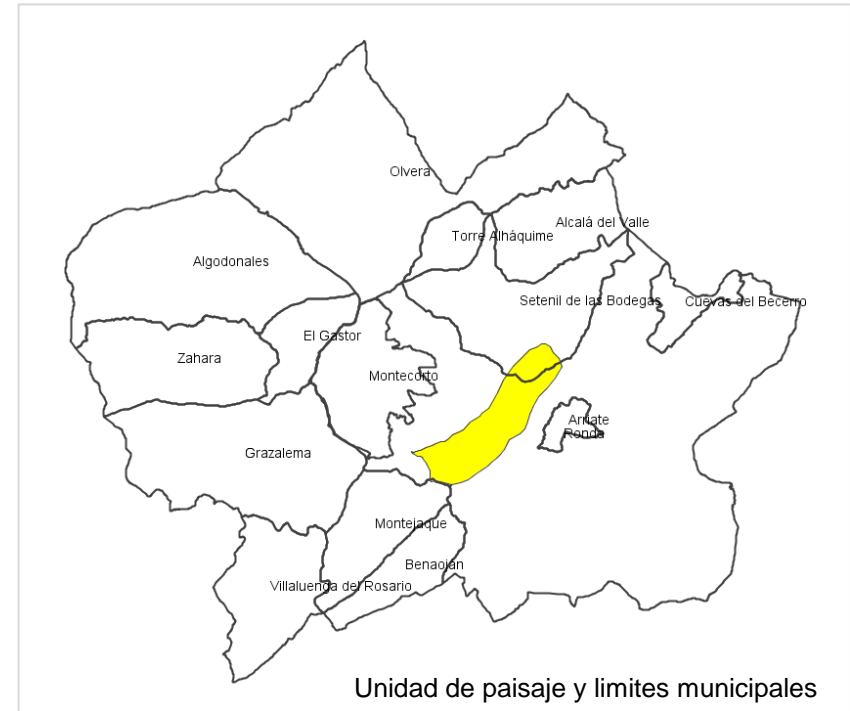 Olvera
Alcalá del Valle
Torre Alháquime
Algodonales
Setenil de las Bodegas
Cuevas del Becerro
El Gastor
Zahara
Montecorto
Arriate
Ronda
Grazalema
Montejaque
Benaoján
Villaluenga del Rosario
Unidad de paisaje y limites municipales